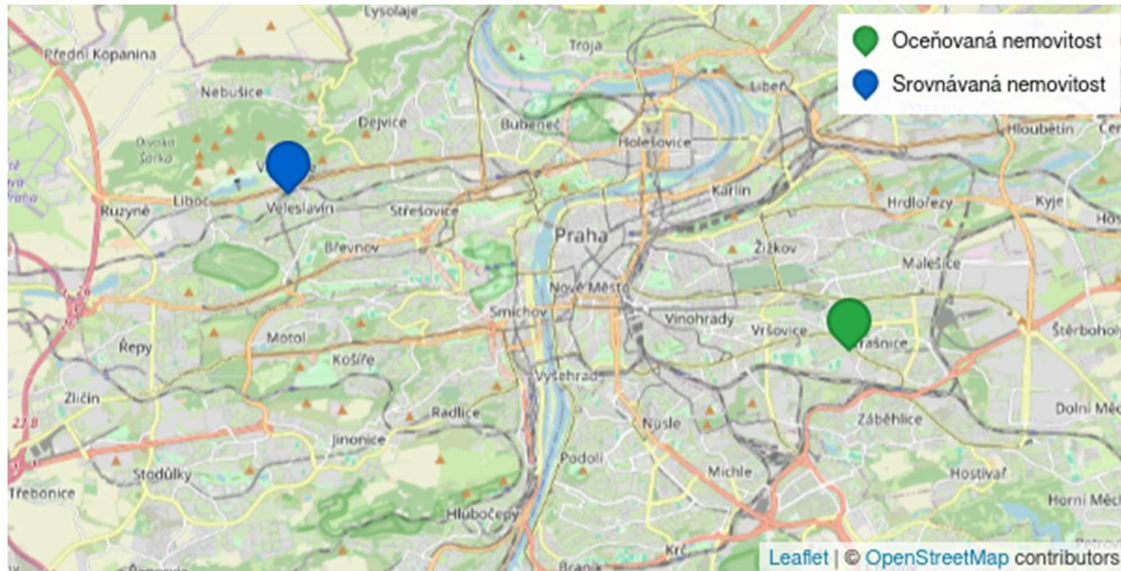 Lysolaje
Oceňovaná nemovitost
Srovnávaná nemovitost
Troja
Přední Kopanina
Nebušice
Libeň
Dejvice
Bubeneč
Hloubětín
Divoká
Šárka
Holešovice
Karlín
Liboc
Ruzyně
Veleslavín
Střešovice
Hrdlořezy
Kyje
Praha
Břevnov
Žižkov
Malešice
26
Nové Město
Smíchov
Vinohrady
Vršovice
Štěrboholy
Motol
Řepy
Košíře
Vyšehrad
Zličín
Radlice
Záběhlice
Nusle
Jinonice
Podolí
Michle
Hostivař
Stodůlky
Třebonice
Hlubočepy
Krč
Braník
Leaflet | © OpenStreetMap contributors